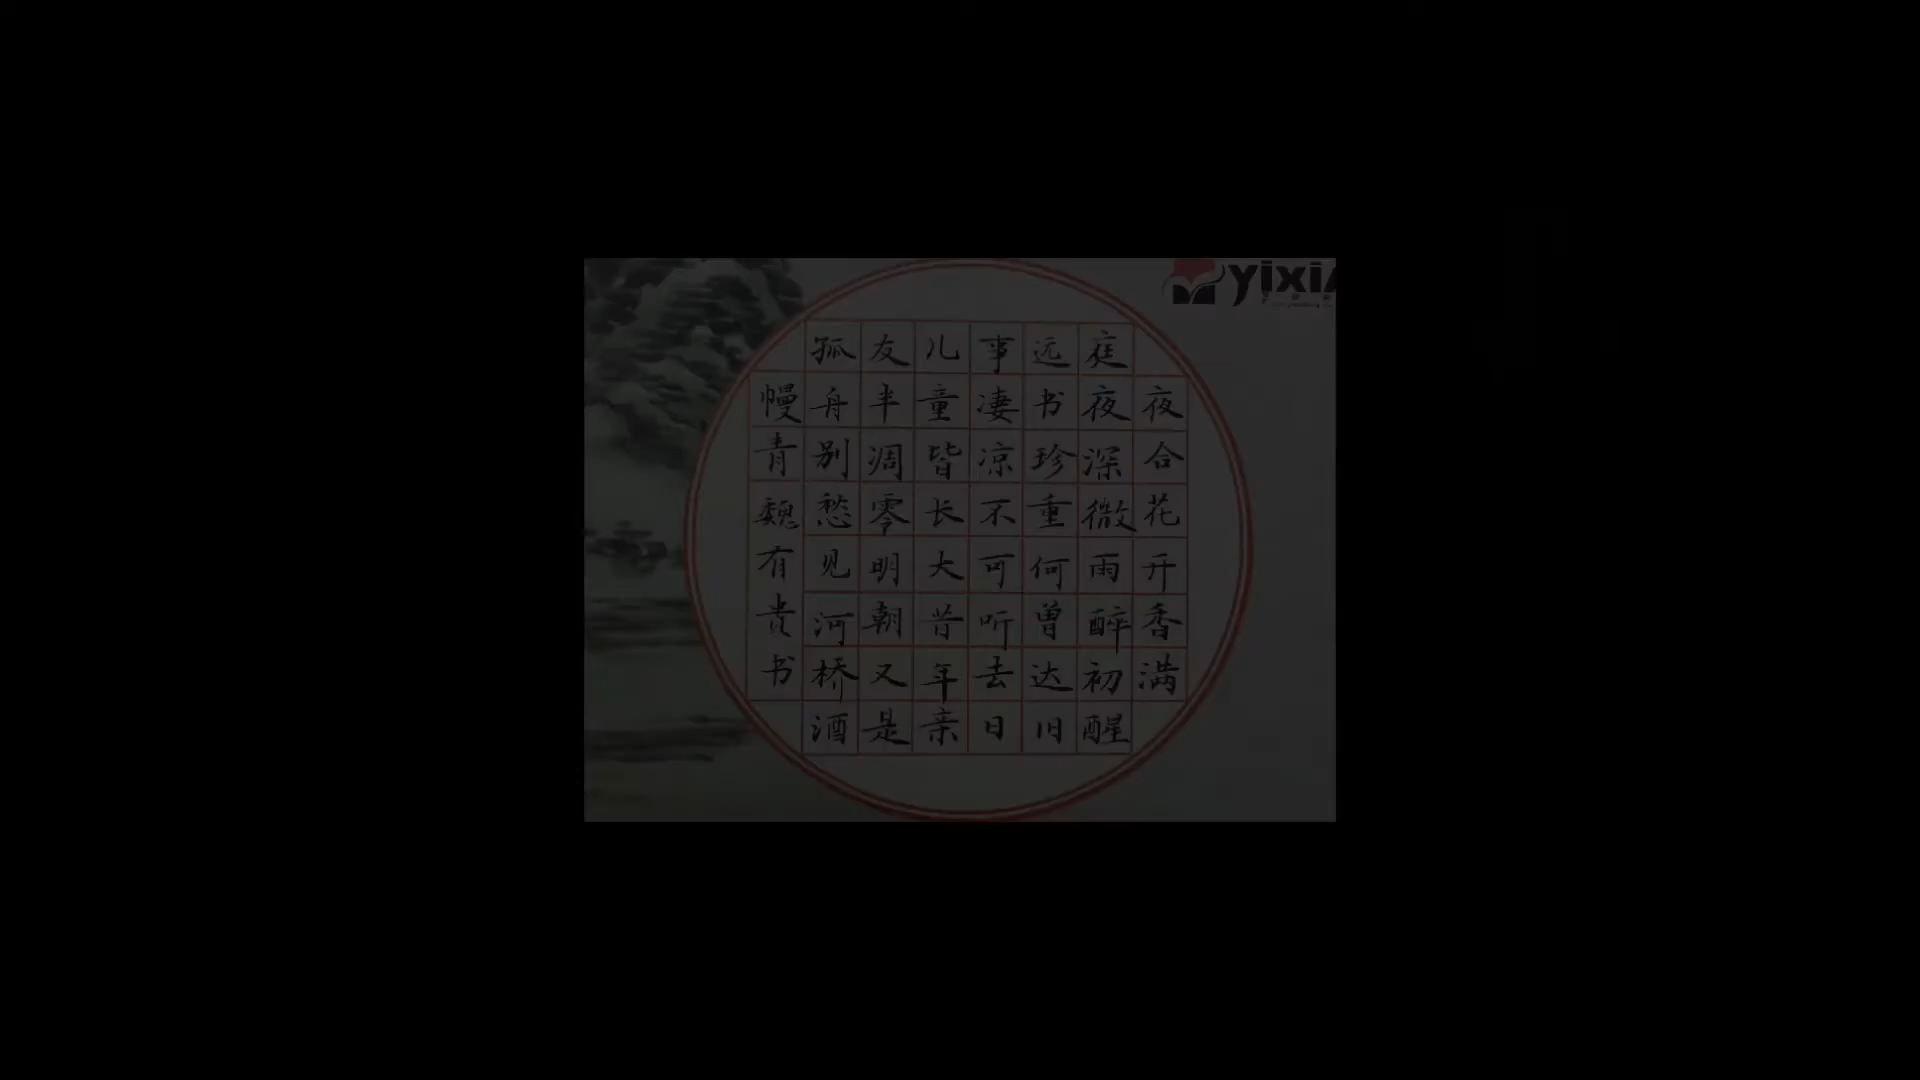 夜合花开香满
庭夜深微雨醉初醒
远书珍重何曾达旧
事凄凉不可听去日
儿童皆长大昔年亲
友半凋零明朝又是
孤舟别愁见河桥酒
幔青魏有贵书
yixi